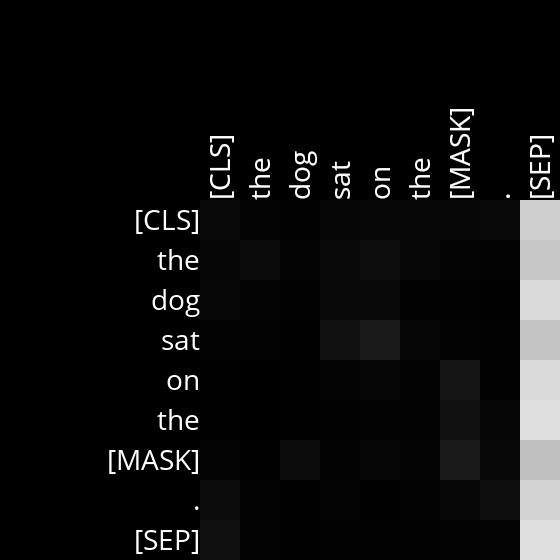 [CLS] the dog sat on the [MASK] . [SEP]
[CLS]
the
dog
sat
on
the
[MASK]
.
[SEP]